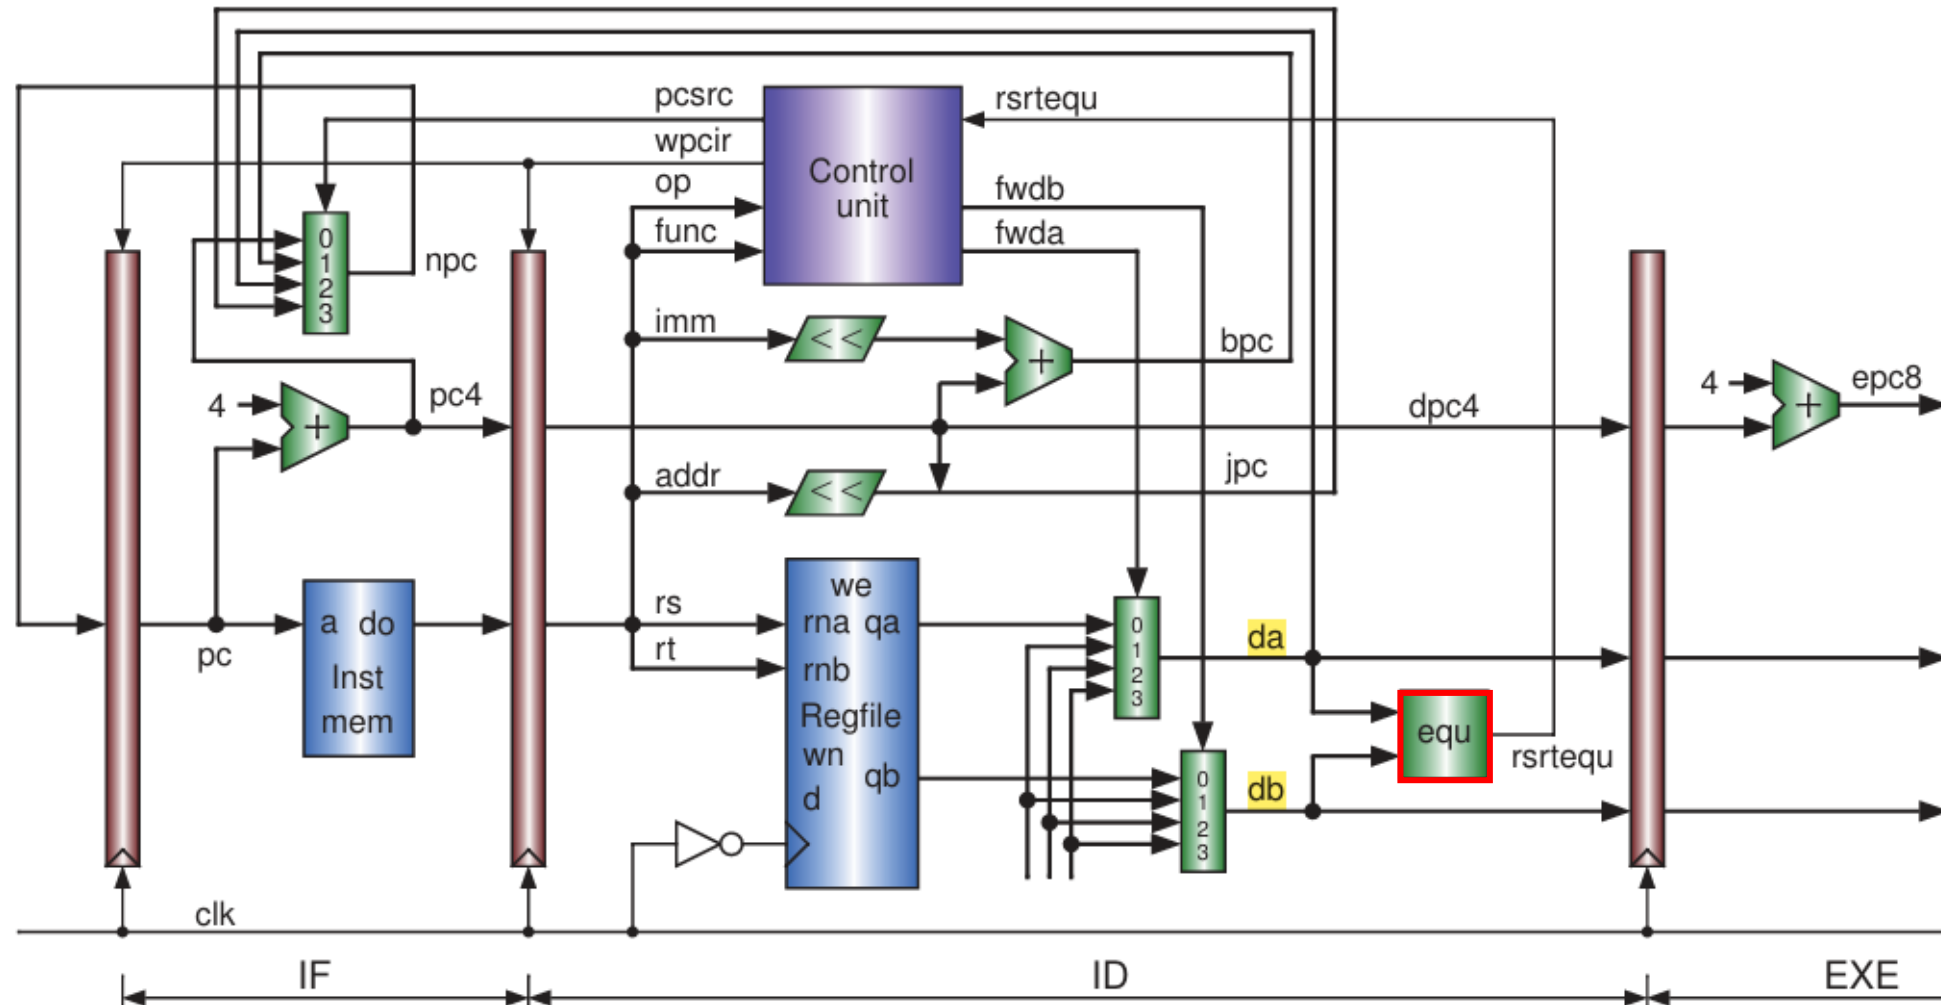 pcsrc
rsrtequ
wpcir
Control
unit
op
fwdb
func
fwda
0
1
2
3
npc
imm
<<
+
bpc
4
+
pc4
dpc4
4
+
epc8
addr
<<
jpc
pc
a do
Inst
mem
rs
rt
we
rna qa
rnb
Regfile
wn
qb
d
0
1
2
3
da
equ
rsrtequ
0
1
2
3
db
clk
IF
ID
EXE